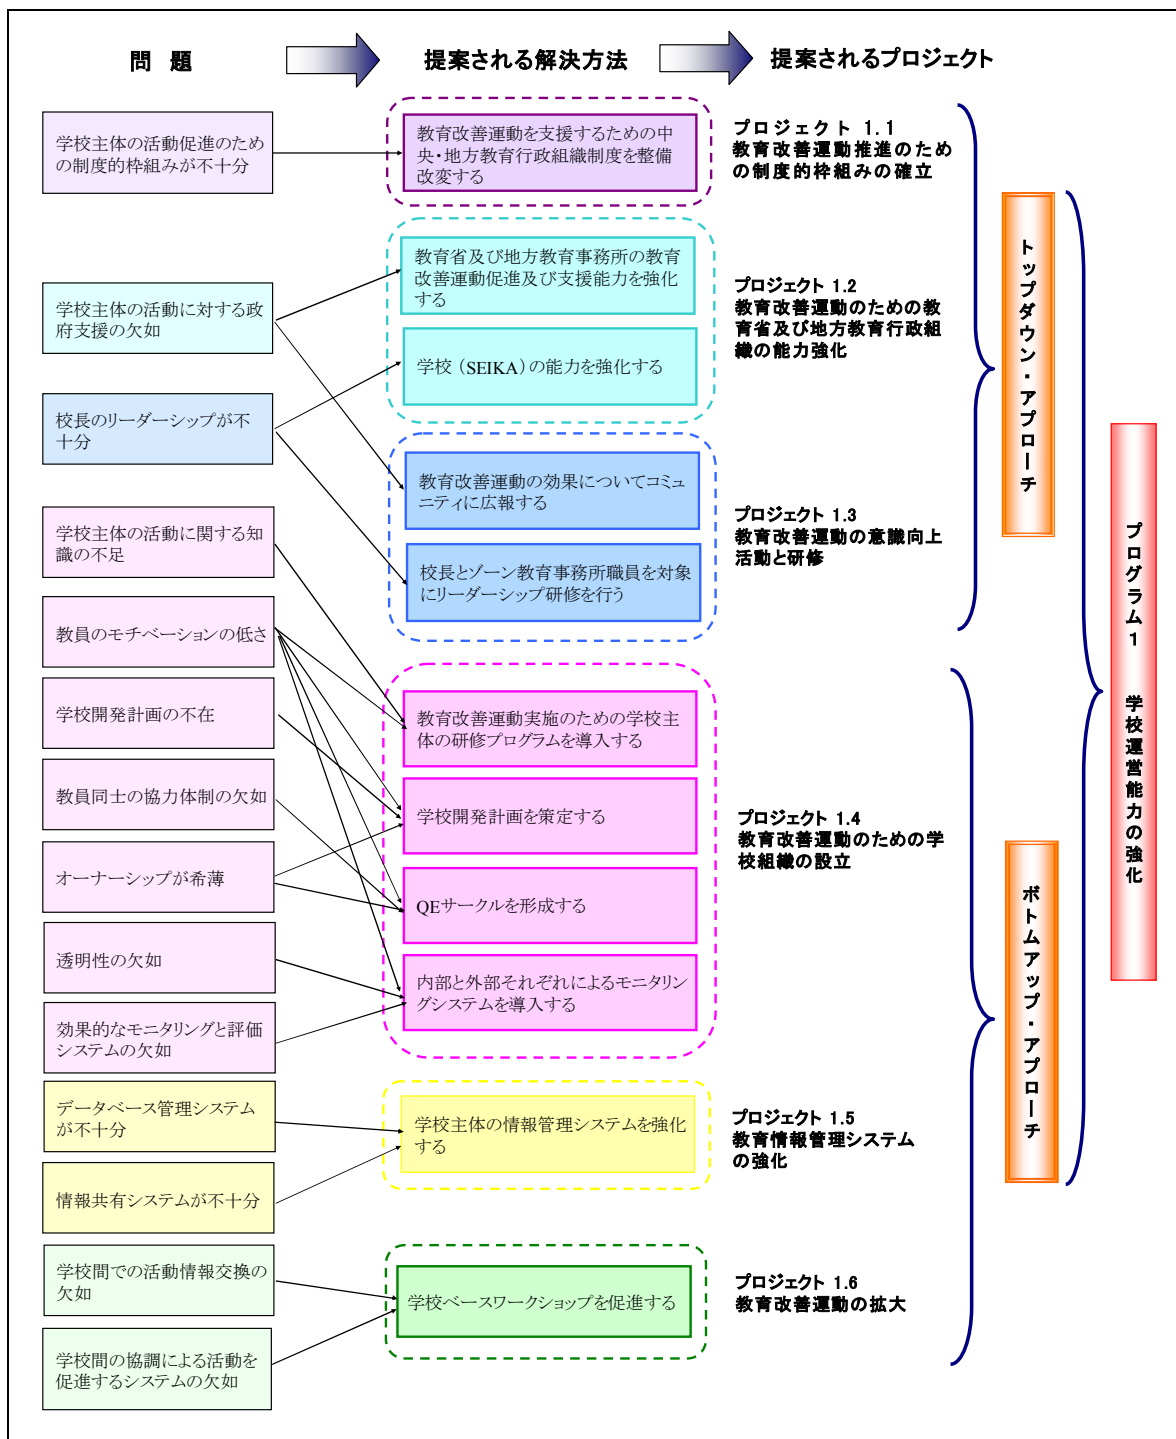 問 題
提案される解決方法
提案されるプロジェクト
学校主体の活動促進のため
の制度的枠組みが不十分
学校主体の活動に対する政
府支援の欠如
校長のリーダーシップが不
十分
学校主体の活動に関する知
識の不足
教員のモチベーションの低さ
学校開発計画の不在
教員同士の協力体制の欠如
オーナーシップが希薄
透明性の欠如
効果的なモニタリングと評価
システムの欠如
データベース管理システム
が不十分
情報共有システムが不十分
学校間での活動情報交換の
欠如
学校間の協調による活動を
促進するシステムの欠如
教育改善運動を支援するための中
央・地方教育行政組織制度を整備
改変する
教育省及び地方教育事務所の教育
改善運動促進及び支援能力を強化
する
学校（SEIKA）の能力を強化する
教育改善運動の効果についてコミュ
ニティに広報する
校長とゾーン教育事務所職員を対象
にリーダーシップ研修を行う
教育改善運動実施のための学校主
体の研修プログラムを導入する
学校開発計画を策定する
QEサークルを形成する
内部と外部それぞれによるモニタリン
グシステムを導入する
学校主体の情報管理システムを強化
する
学校ベースワークショップを促進する
プロジェクト 1.1
教育改善運動推進のため
の制度的枠組みの確立
プロジェクト 1.2
教育改善運動のための教
育省及び地方教育行政組
織の能力強化
プロジェクト 1.3
教育改善運動の意識向上
活動と研修
プロジェクト 1.4
教育改善運動のための学
校組織の設立
プロジェクト 1.5
教育情報管理システム
の強化
プロジェクト 1.6
教育改善運動の拡大
トップダウン・アプローチ
ボトムアップ・アプローチ
プログラム1 学校運営能力の強化